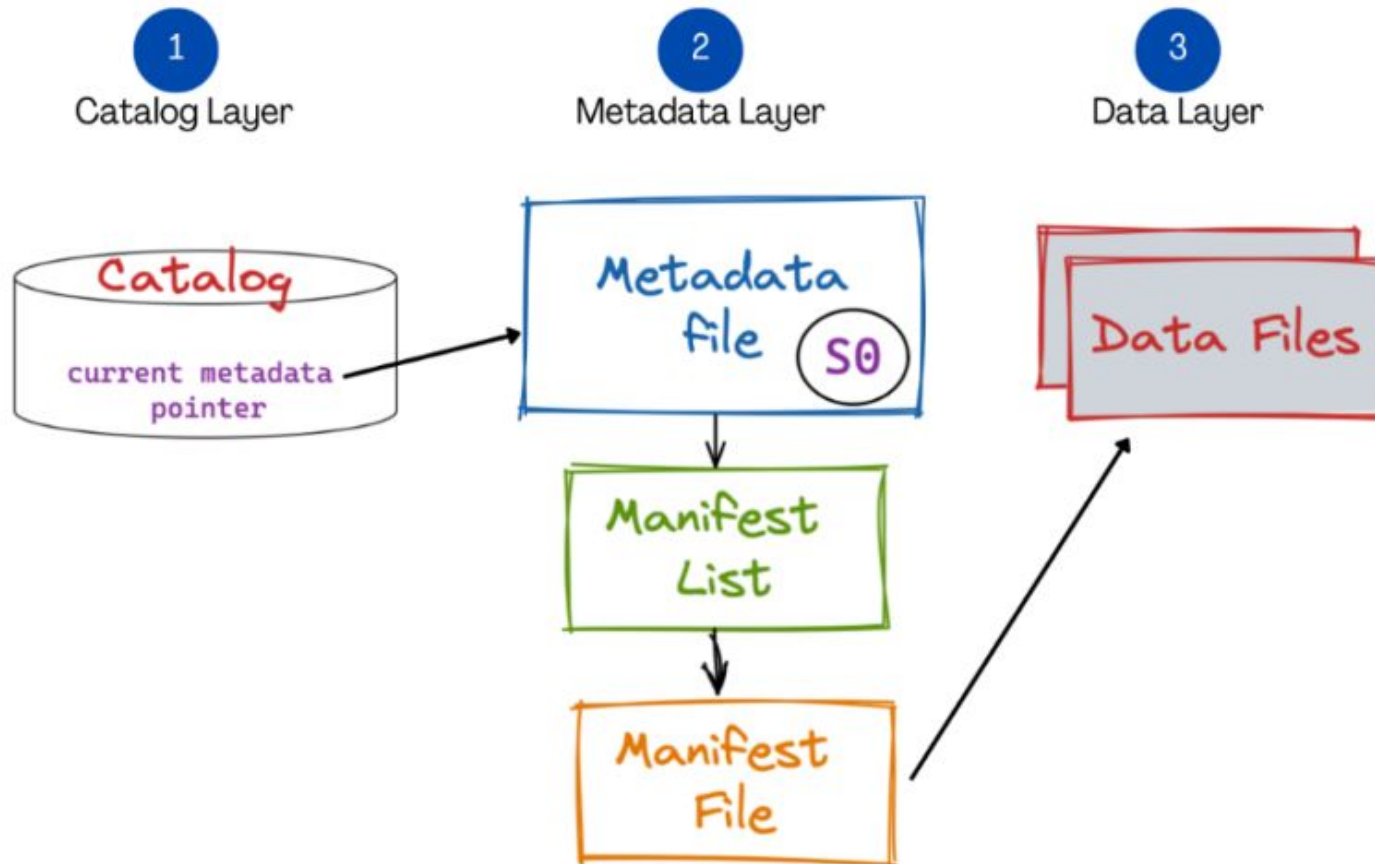 1
Catalog Layer
2
Metadata Layer
3
Data Layer
Catalog
current metadata
pointer
Metadata
file
S0
Manifest
List
Manifest
File
Data Files